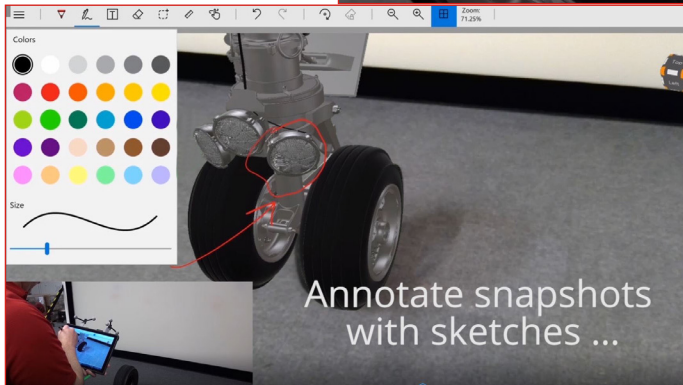 Zoom:
71.25%
Colors
Size
Annotate snapshots
with sketches ...